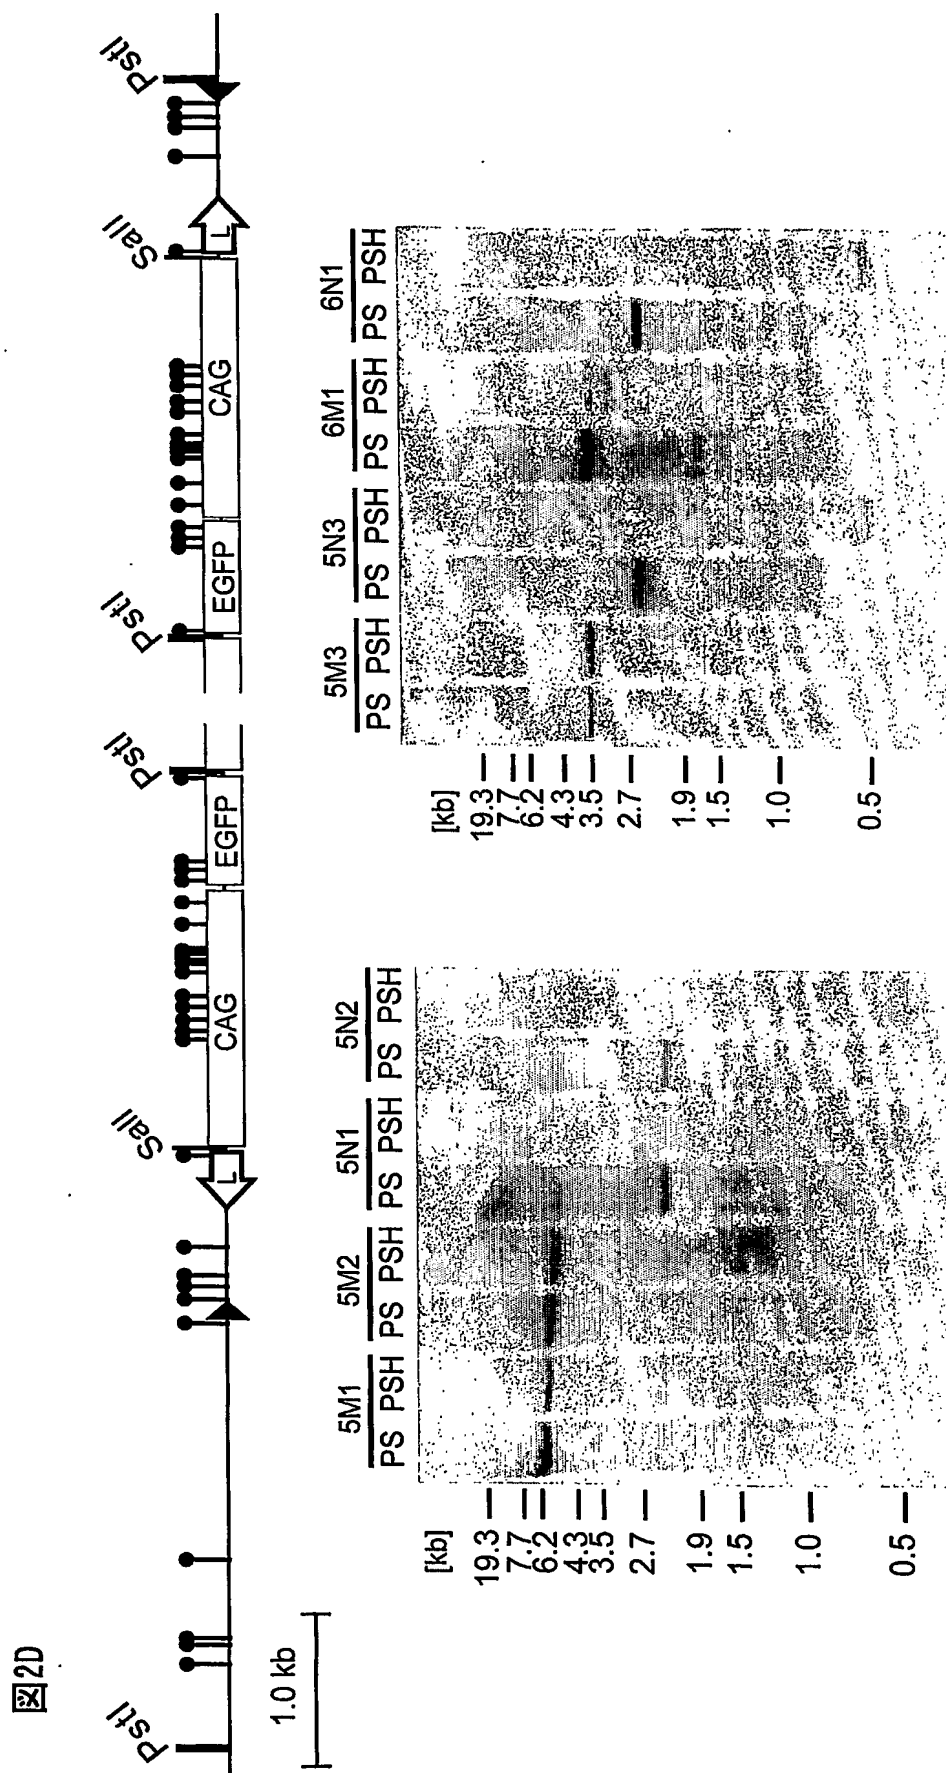 図2D
PstI SalI PstI PstI SalI PstI
L CAG EGFP EGFP CAG L
1.0 kb
5M1 5M2 5N1 5N2
PS PSH PS PSH PS PSH PS PSH
[kb]
19.3
7.7
6.2
4.3
3.5
2.7
1.9
1.5
1.0
0.5
5M3 5N3 6M1 6N1
PS PSH PS PSH PS PSH PS PSH
[kb]
19.3
7.7
6.2
4.3
3.5
2.7
1.9
1.5
1.0
0.5